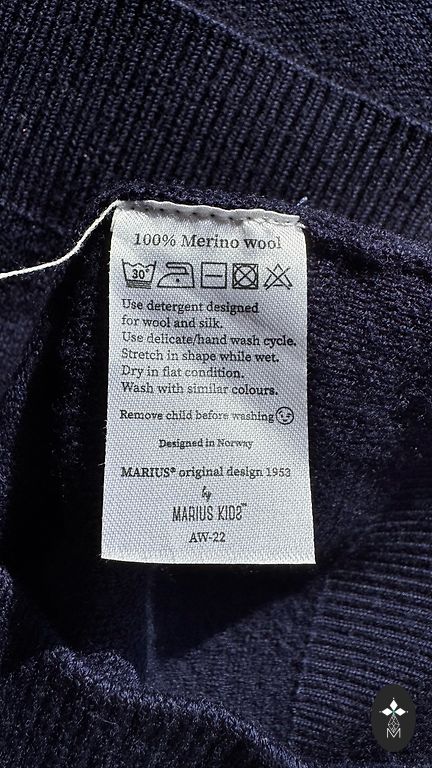 100% Merino wool
30°
Use detergent designed
for wool and silk.
Use delicate/hand wash cycle.
Stretch in shape while wet.
Dry in flat condition.
Wash with similar colours.
Remove child before washing
Designed in Norway
MARIUS® original design 1953
by
MARIUS KIDS™
AW-22
M